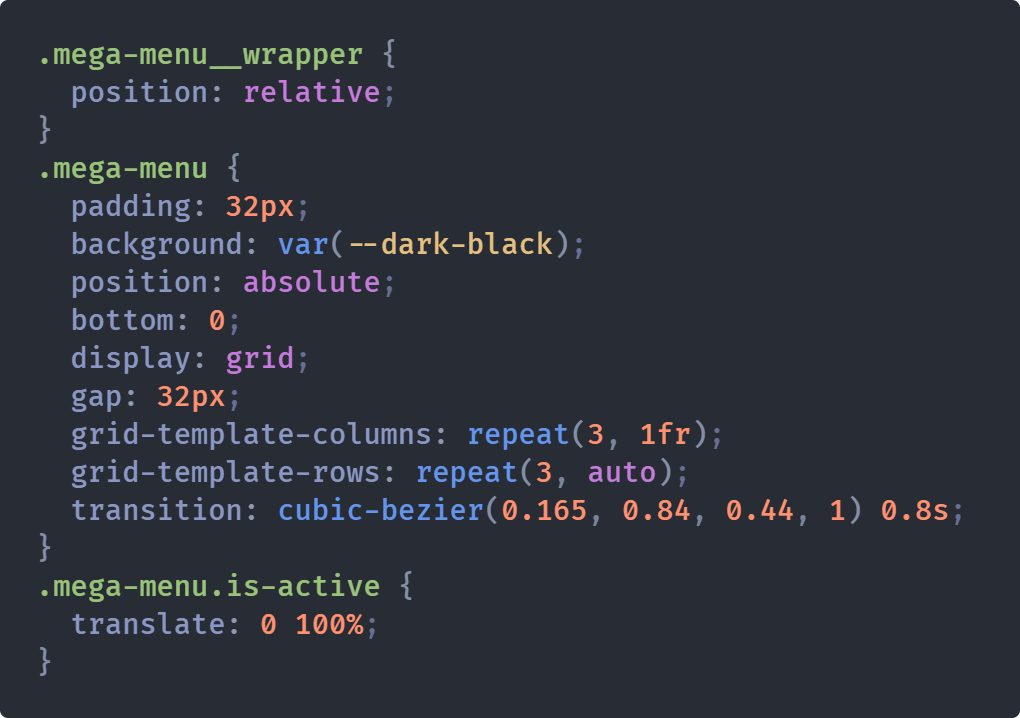 .mega-menu__wrapper {
  position: relative;
}
.mega-menu {
  padding: 32px;
  background: var(--dark-black);
  position: absolute;
  bottom: 0;
  display: grid;
  gap: 32px;
  grid-template-columns: repeat(3, 1fr);
  grid-template-rows: repeat(3, auto);
  transition: cubic-bezier(0.165, 0.84, 0.44, 1) 0.8s;
}
.mega-menu.is-active {
  translate: 0 100%;
}